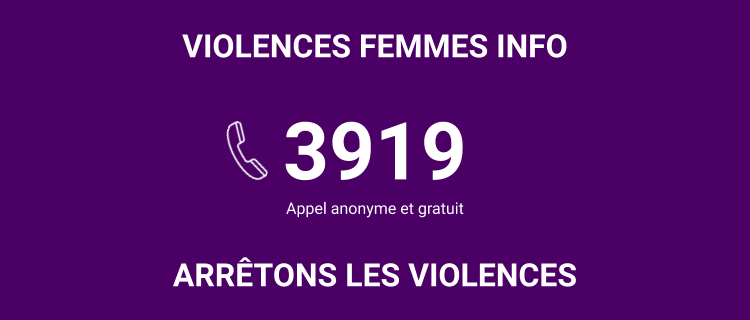 VIOLENCES FEMMES INFO
3919
Appel anonyme et gratuit
ARRÊTONS LES VIOLENCES